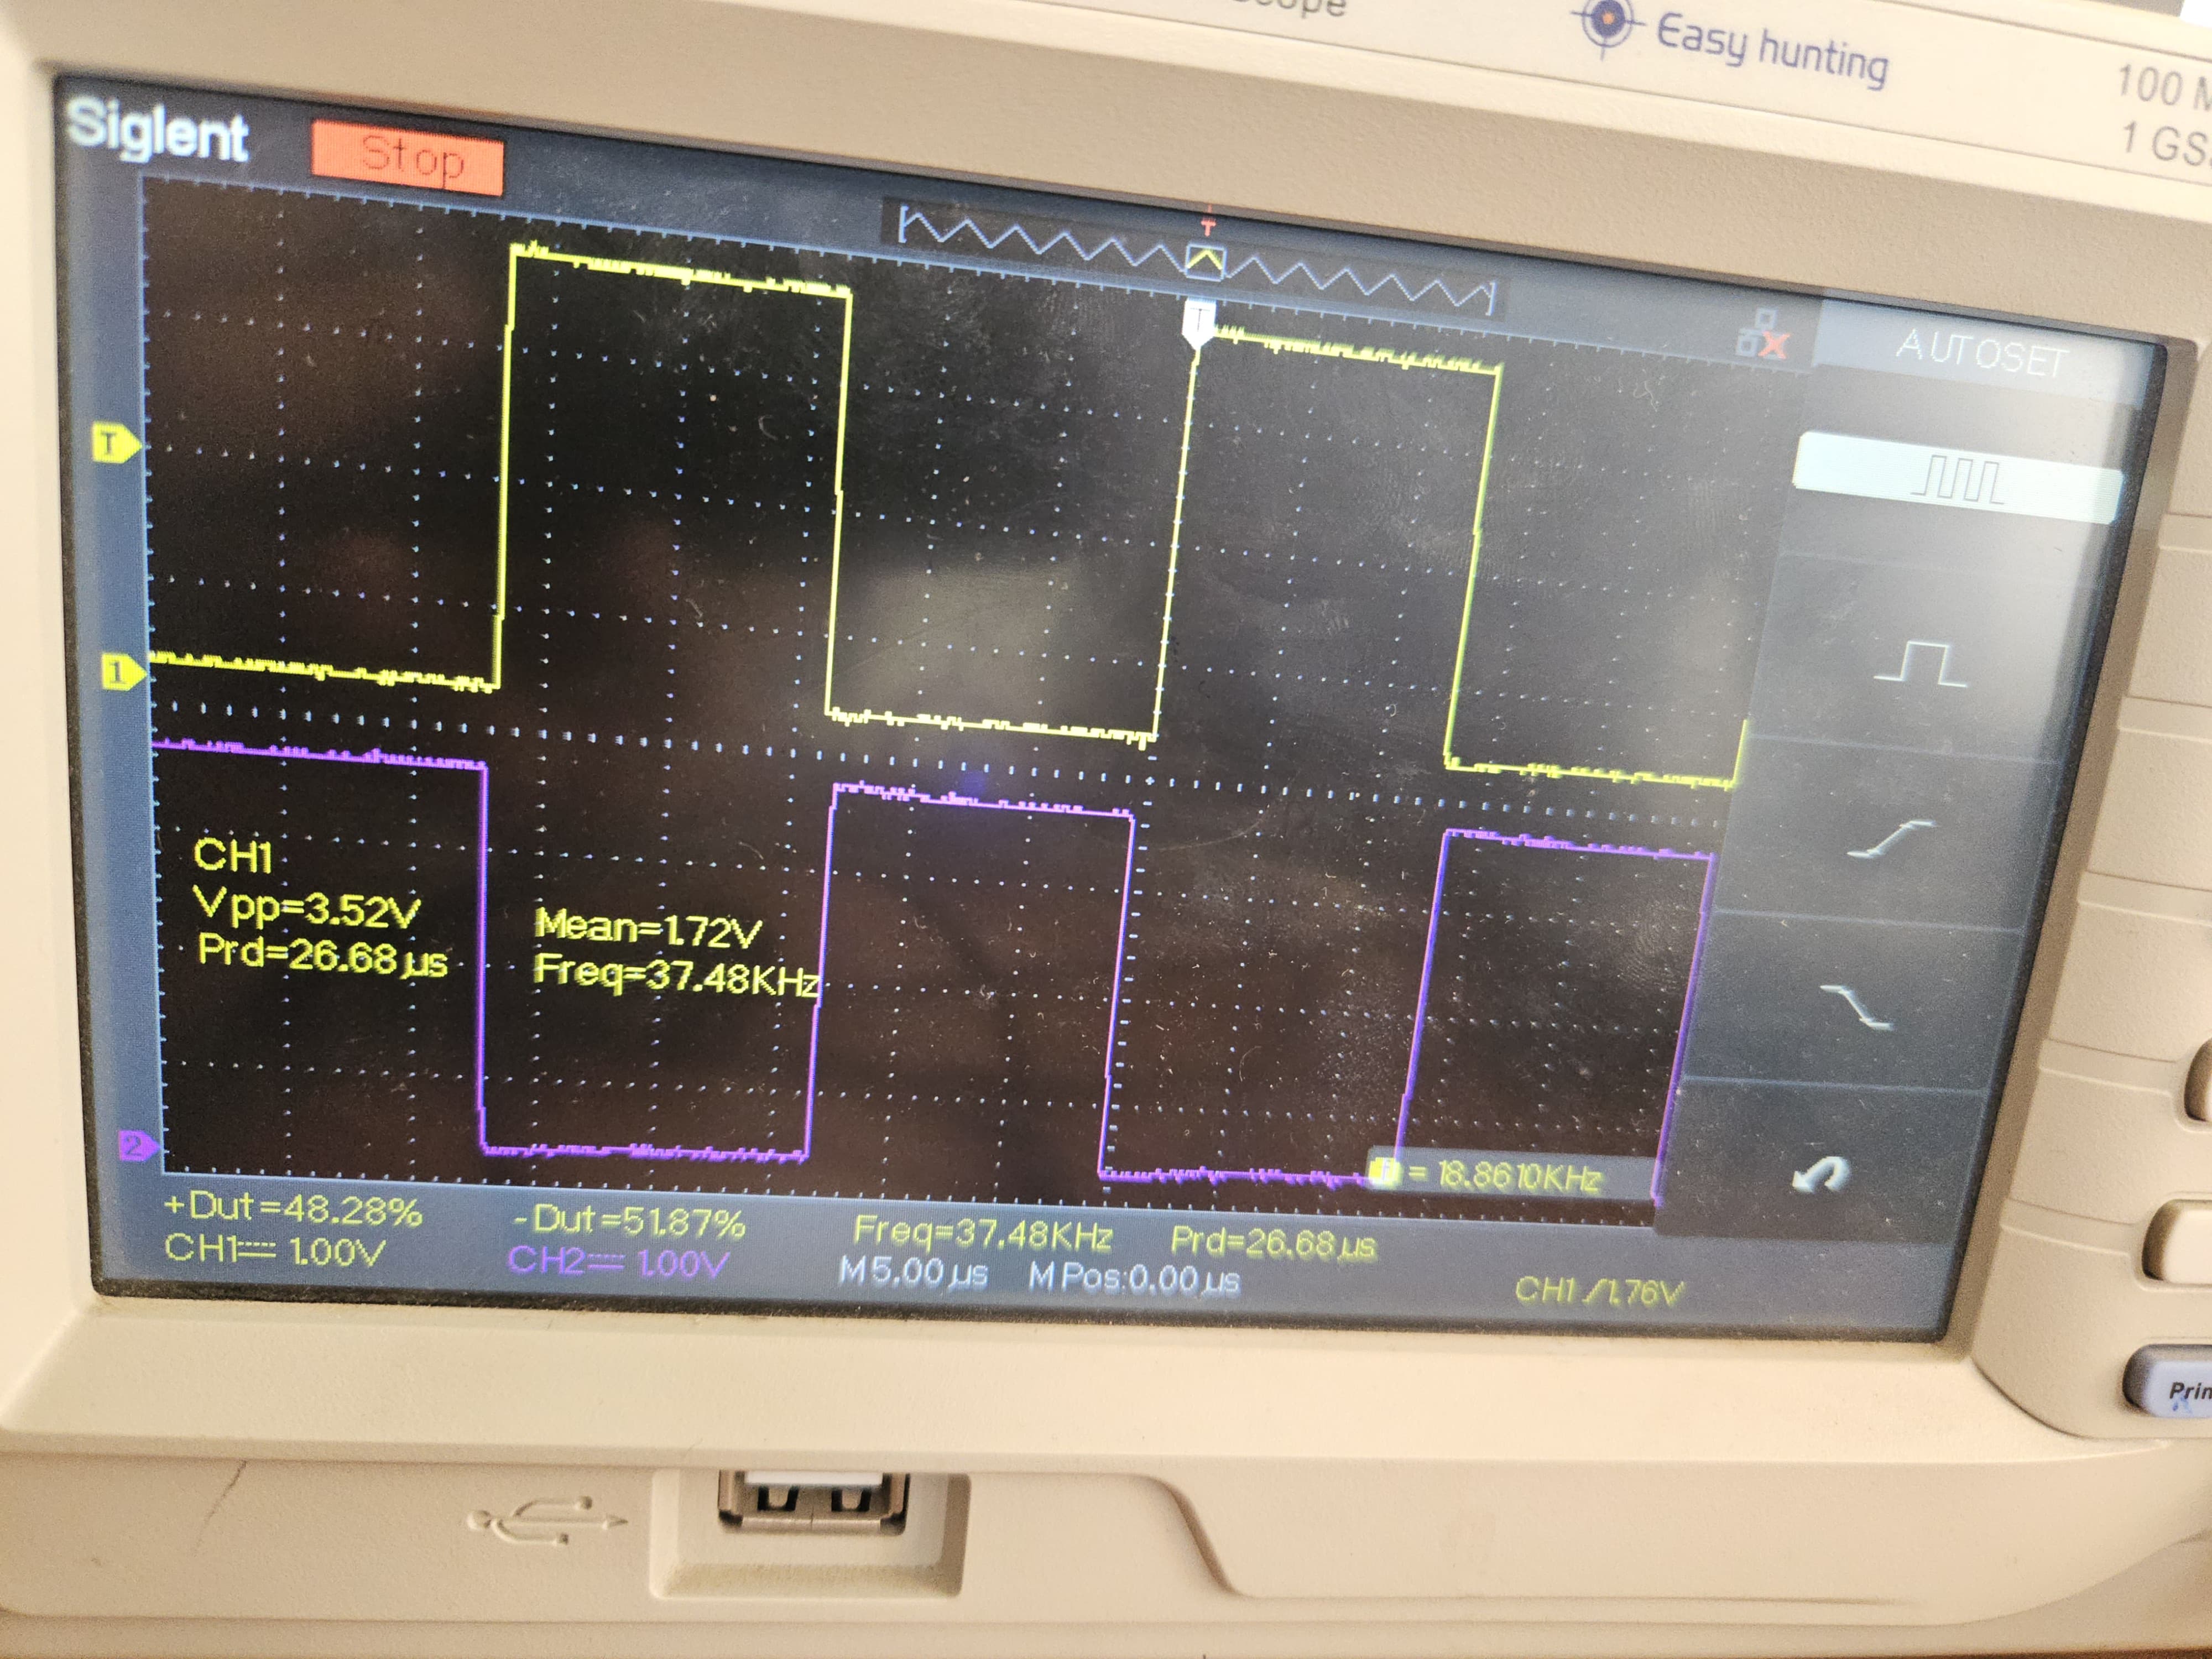 Easy hunting
100 M
1 GS
Siglent
Stop
T
T
AUTOSET
T
1
CH1
Vpp=3.52V
Prd=26.68µs
Mean=1.72V
Freq=37.48KHz
2
= 18.8610KHz
+Dut=48.28%
-Dut=51.87%
Freq=37.48KHz
Prd=26.68µs
CH1 1.00V
CH2 1.00V
M 5.00µs
M Pos:0.00µs
CH1 /1.76V
Prin